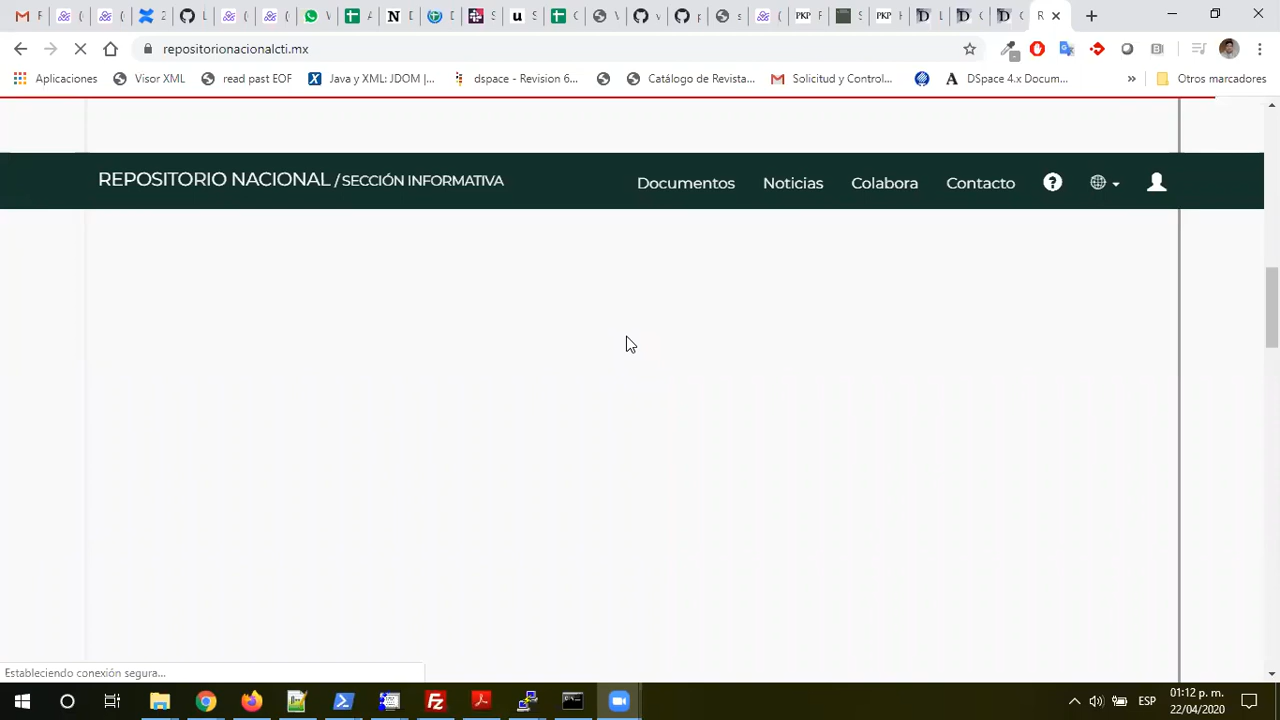 repositorionacionalcti.mx
Aplicaciones
Visor XML
read past EOF
Java y XML: JDOM |...
dspace - Revision 6...
Catálogo de Revista...
Solicitud y Control...
DSpace 4.x Docum...
»
Otros marcadores
REPOSITORIO NACIONAL / SECCIÓN INFORMATIVA
Documentos
Noticias
Colabora
Contacto
Estableciendo conexión segura...
ESP
01:12 p. m.
22/04/2020